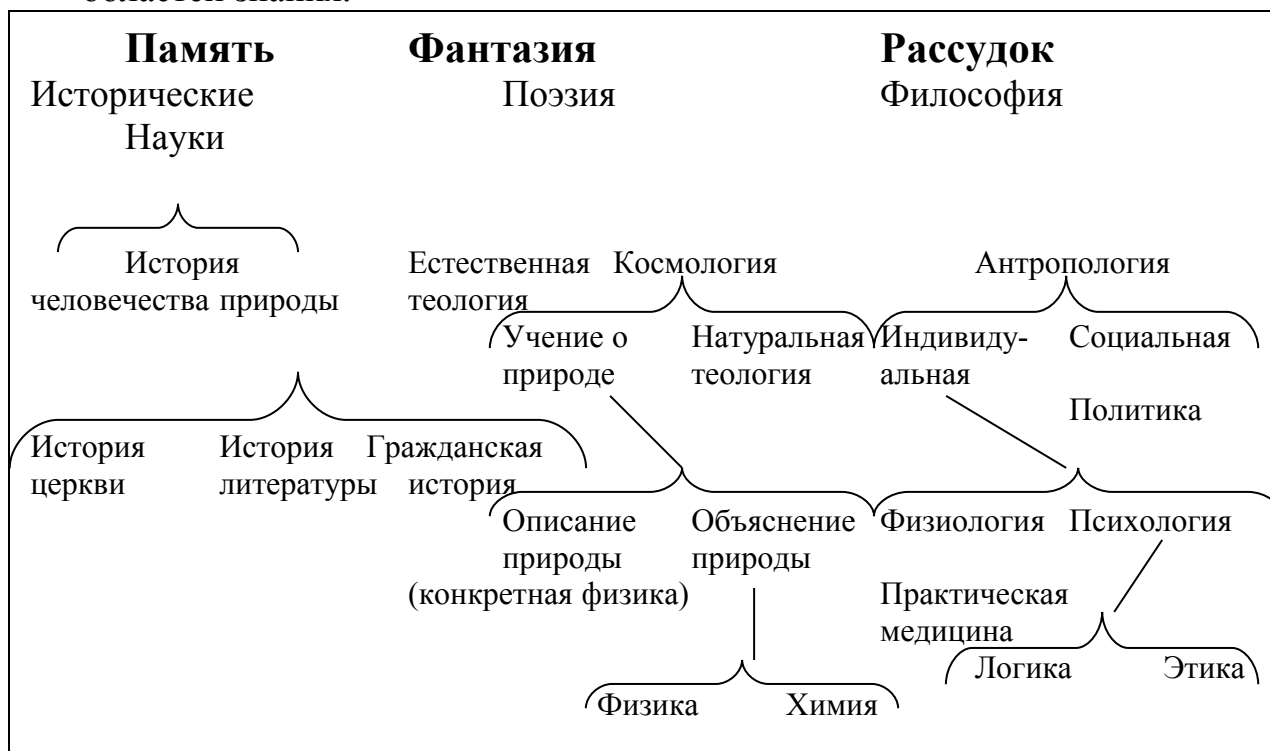 областей знания.
Память Фантазия Рассудок
Исторические Поэзия Философия
Науки
История Естественная Космология Антропология
человечества природы теология
Учение о Натуральная Индивиду- Социальная
природе теология альная
Политика
История История Гражданская
церкви литературы история
Описание Объяснение Физиология Психология
природы природы
(конкретная физика) Практическая
медицина
Логика Этика
Физика Химия